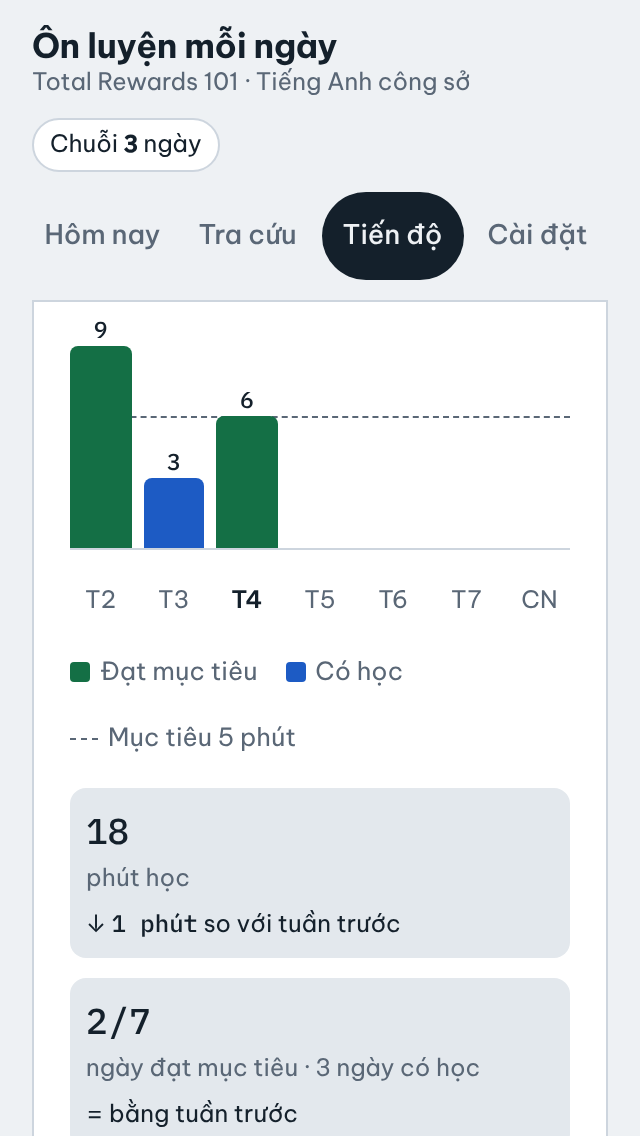 Ôn luyện mỗi ngày
Total Rewards 101 · Tiếng Anh công sở
Chuỗi 3 ngày
Hôm nay Tra cứu Tiến độ Cài đặt
9
6
3
T2 T3 T4 T5 T6 T7 CN
Đạt mục tiêu Có học
Mục tiêu 5 phút
18
phút học
↓ 1 phút so với tuần trước
2/7
ngày đạt mục tiêu · 3 ngày có học
= bằng tuần trước